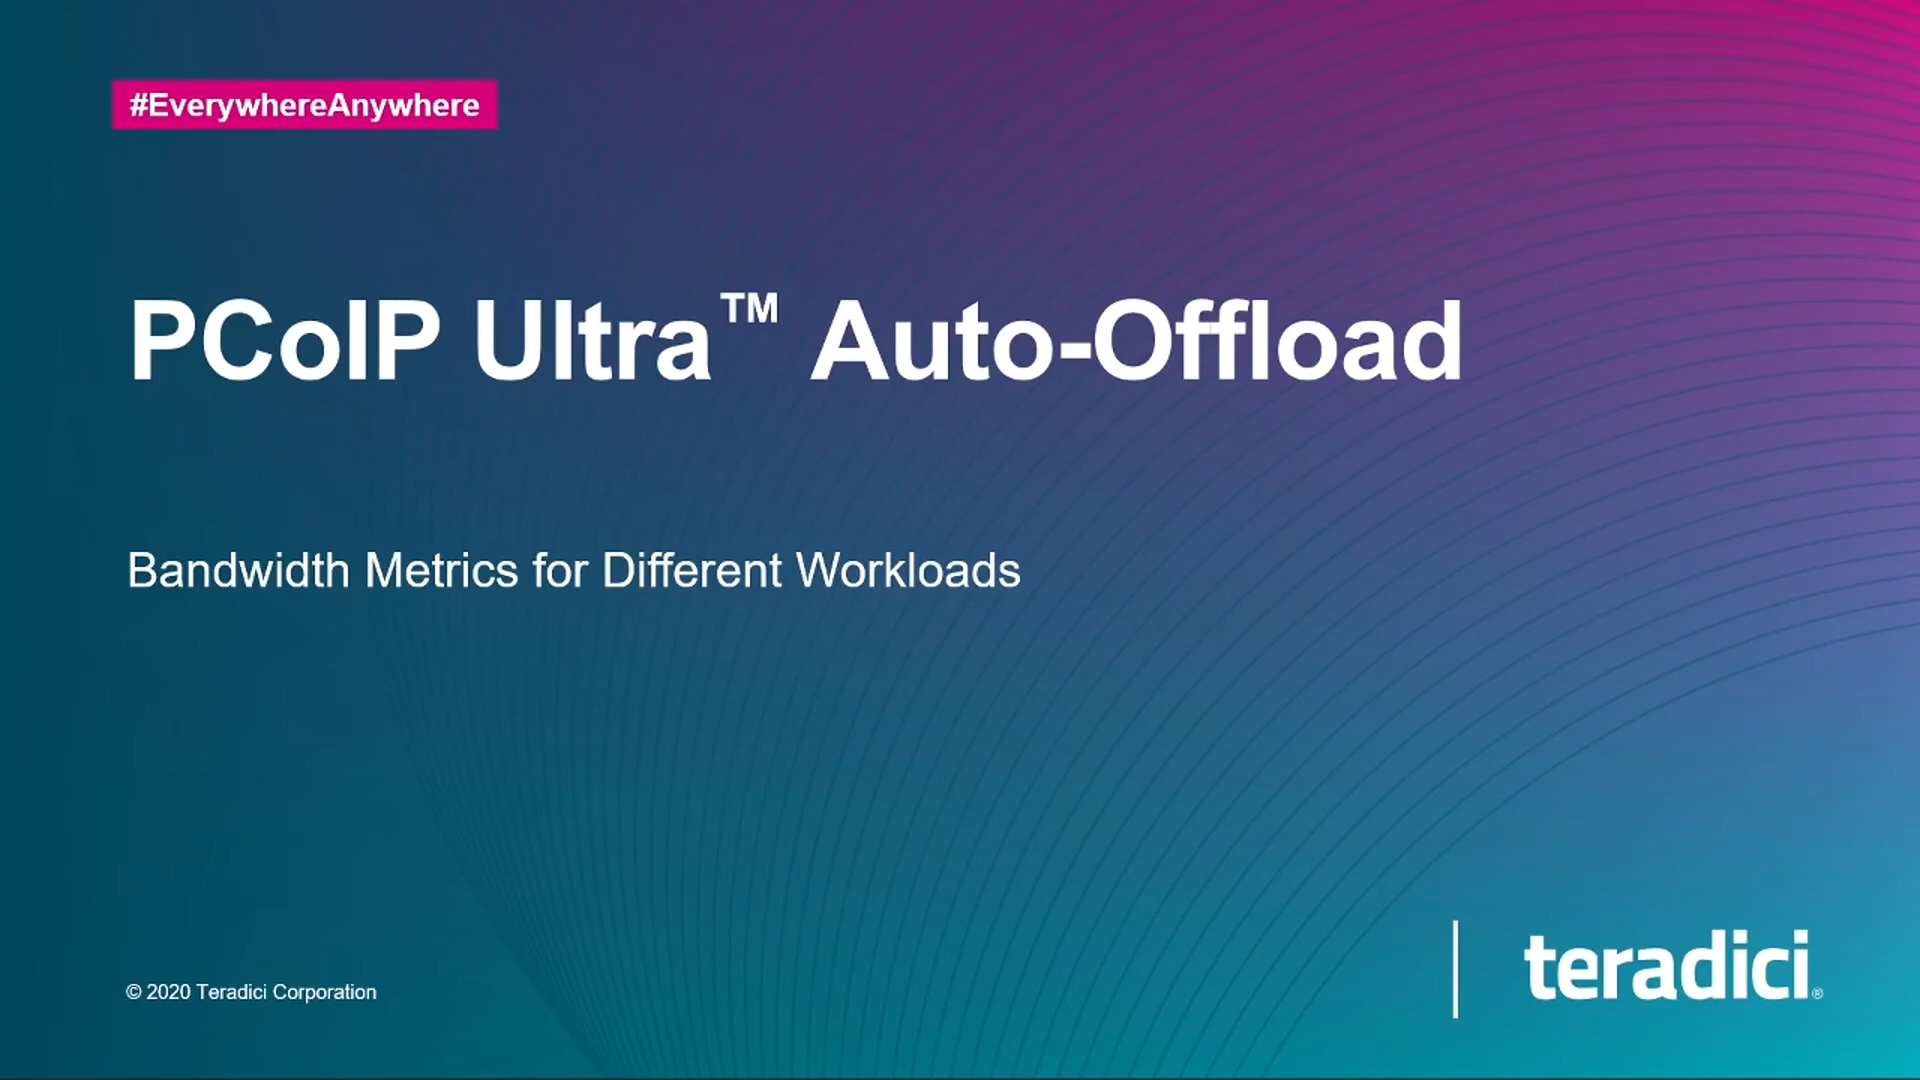 #EverywhereAnywhere
PCoIP Ultra™ Auto-Offload
Bandwidth Metrics for Different Workloads
© 2020 Teradici Corporation
teradici®